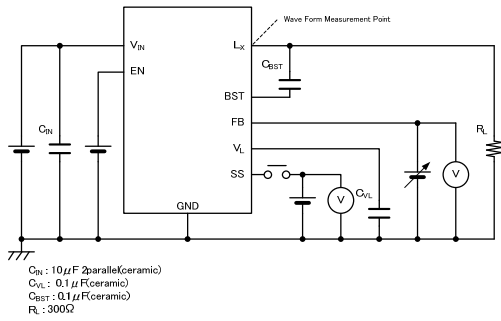 Wave Form Measurement Point
VIN
LX
EN
CBST
BST
CIN
FB
RL
VL
SS
V
V
CVL
GND
CIN : 10μF 2parallel(ceramic)
CVL : 0.1μF(ceramic)
CBST : 0.1μF(ceramic)
RL : 300Ω